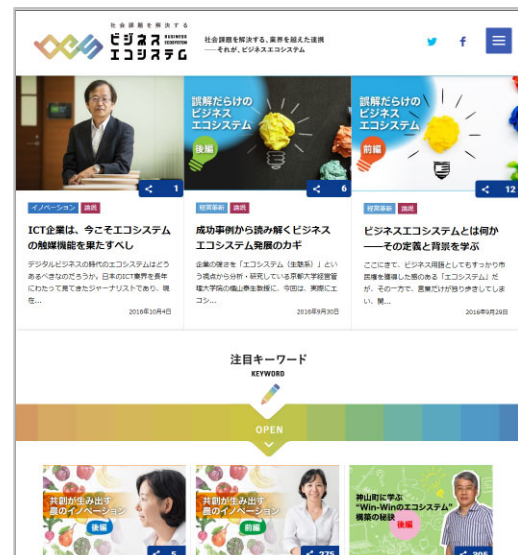 社会課題を解決する
ビジネス BUSINESS ECOSYSTEM
エコシステム
社会課題を解決する、業界を越えた連携
──それが、ビジネスエコシステム
1
イノベーション 識見
ICT企業は、今こそエコシステム
の触媒機能を果たすべし
デジタルビジネスの時代のエコシステムはどう
あるべきなのだろうか。日本のICT業界を長年
にわたって見てきたジャーナリストであり、現
在...
2016年10月4日
誤解だらけの
ビジネス
エコシステム
後編
6
経営革新 識見
成功事例から読み解くビジネス
エコシステム発展のカギ
企業の強さを「エコシステム（生態系）」とい
う視点から分析・研究している京都大学経営管
理大学院の椙山泰生教授に、今回は、実際にエ
コシ...
2016年9月30日
誤解だらけの
ビジネス
エコシステム
前編
12
経営革新 識見
ビジネスエコシステムとは何か
──その定義と背景を学ぶ
ここにきて、ビジネス用語としてもすっかり市
民権を獲得した感のある「エコシステム」だ
が、その一方で、言葉だけが独り歩きしてしま
い、聞...
2016年9月29日
注目キーワード
KEYWORD
OPEN
共創が生み出す
農のイノベーション
後編
5
共創が生み出す
農のイノベーション
前編
275
神山町に学ぶ
"Win-Winのエコシステム"
構築の秘訣
後編
305